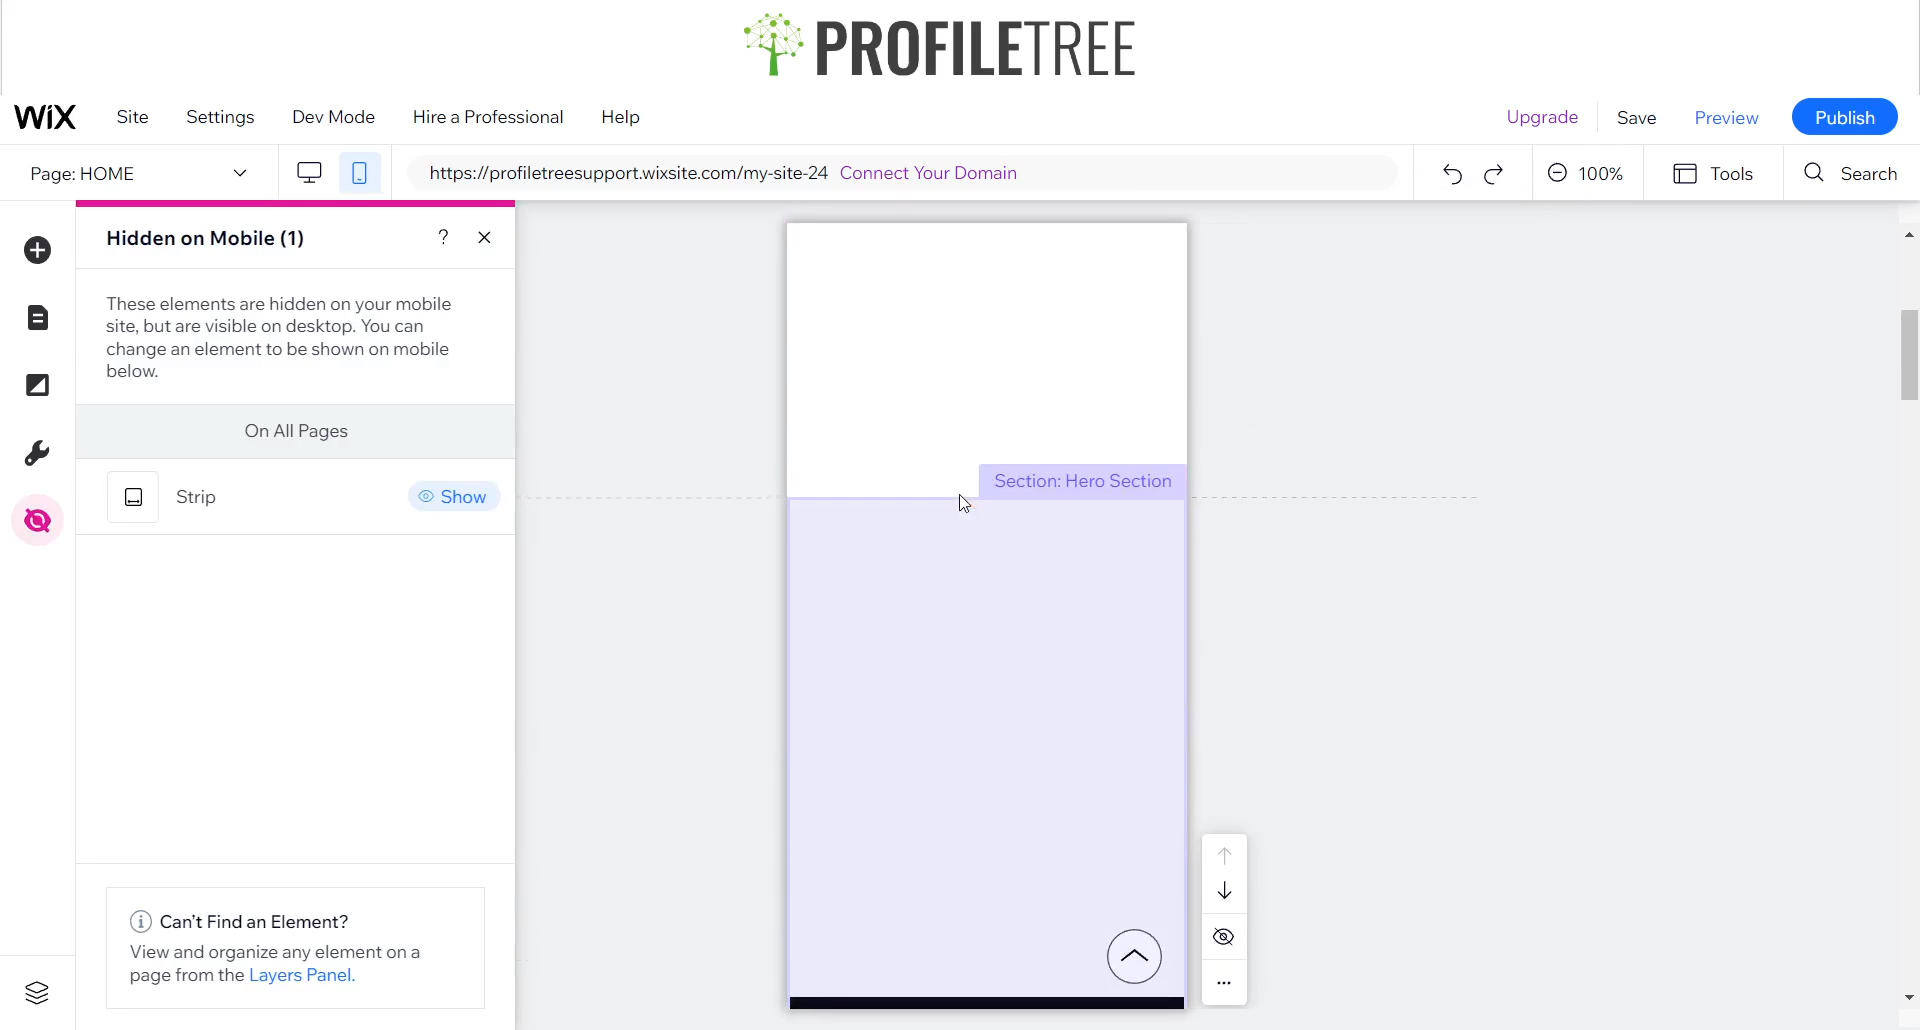 PROFILETREE
WiX Site Settings Dev Mode Hire a Professional Help Upgrade Save Preview Publish
Page: HOME https://profiletreesupport.wixsite.com/my-site-24 Connect Your Domain 100% Tools Search
Hidden on Mobile (1) ?
These elements are hidden on your mobile
site, but are visible on desktop. You can
change an element to be shown on mobile
below.
On All Pages
Strip Show
Section: Hero Section
Can't Find an Element?
View and organize any element on a
page from the Layers Panel.